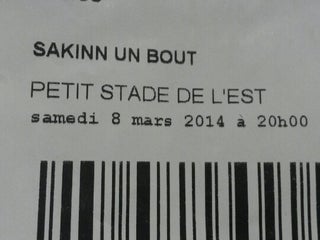 SAKINN UN BOUT
PETIT STADE DE L'EST
samedi 8 mars 2014 à 20h00